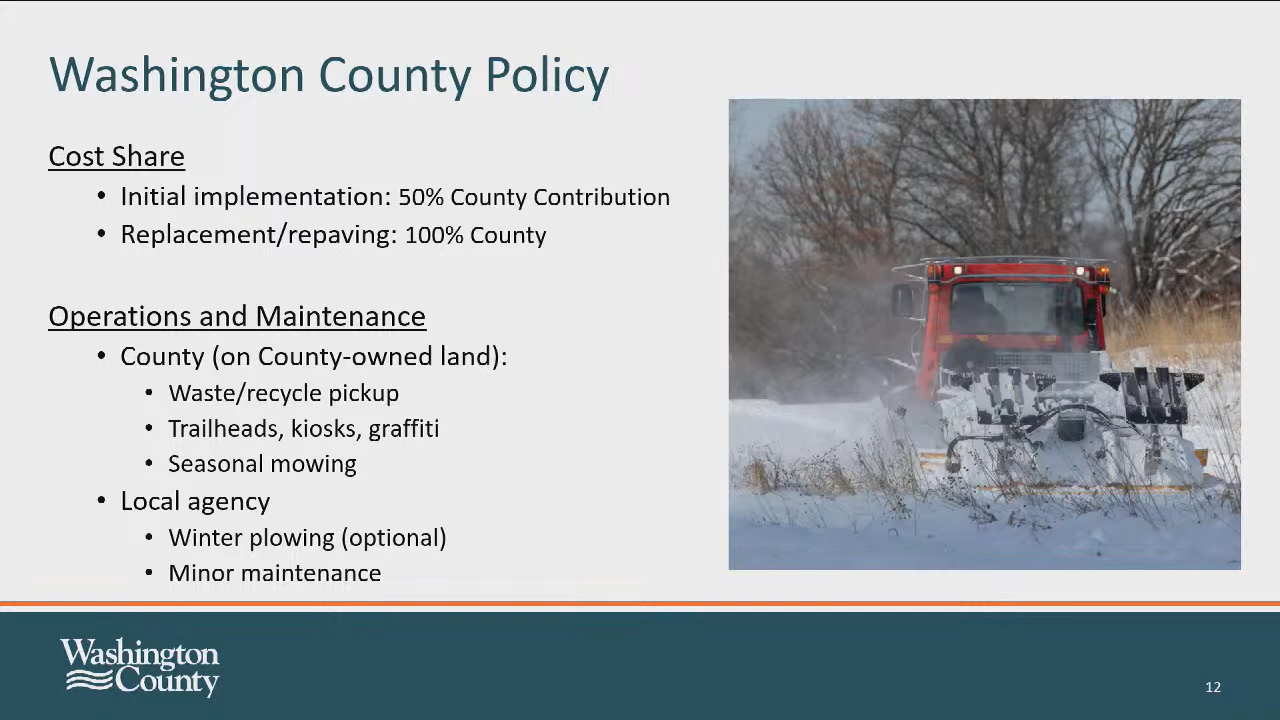 Washington County Policy
Cost Share
• Initial implementation: 50% County Contribution
• Replacement/repaving: 100% County
Operations and Maintenance
• County (on County-owned land):
• Waste/recycle pickup
• Trailheads, kiosks, graffiti
• Seasonal mowing
• Local agency
• Winter plowing (optional)
• Minor maintenance
Washington
County
12